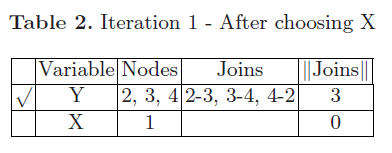 Table 2. Iteration 1 - After choosing X
Variable Nodes Joins ||Joins||
√ Y 2, 3, 4 2-3, 3-4, 4-2 3
X 1 0